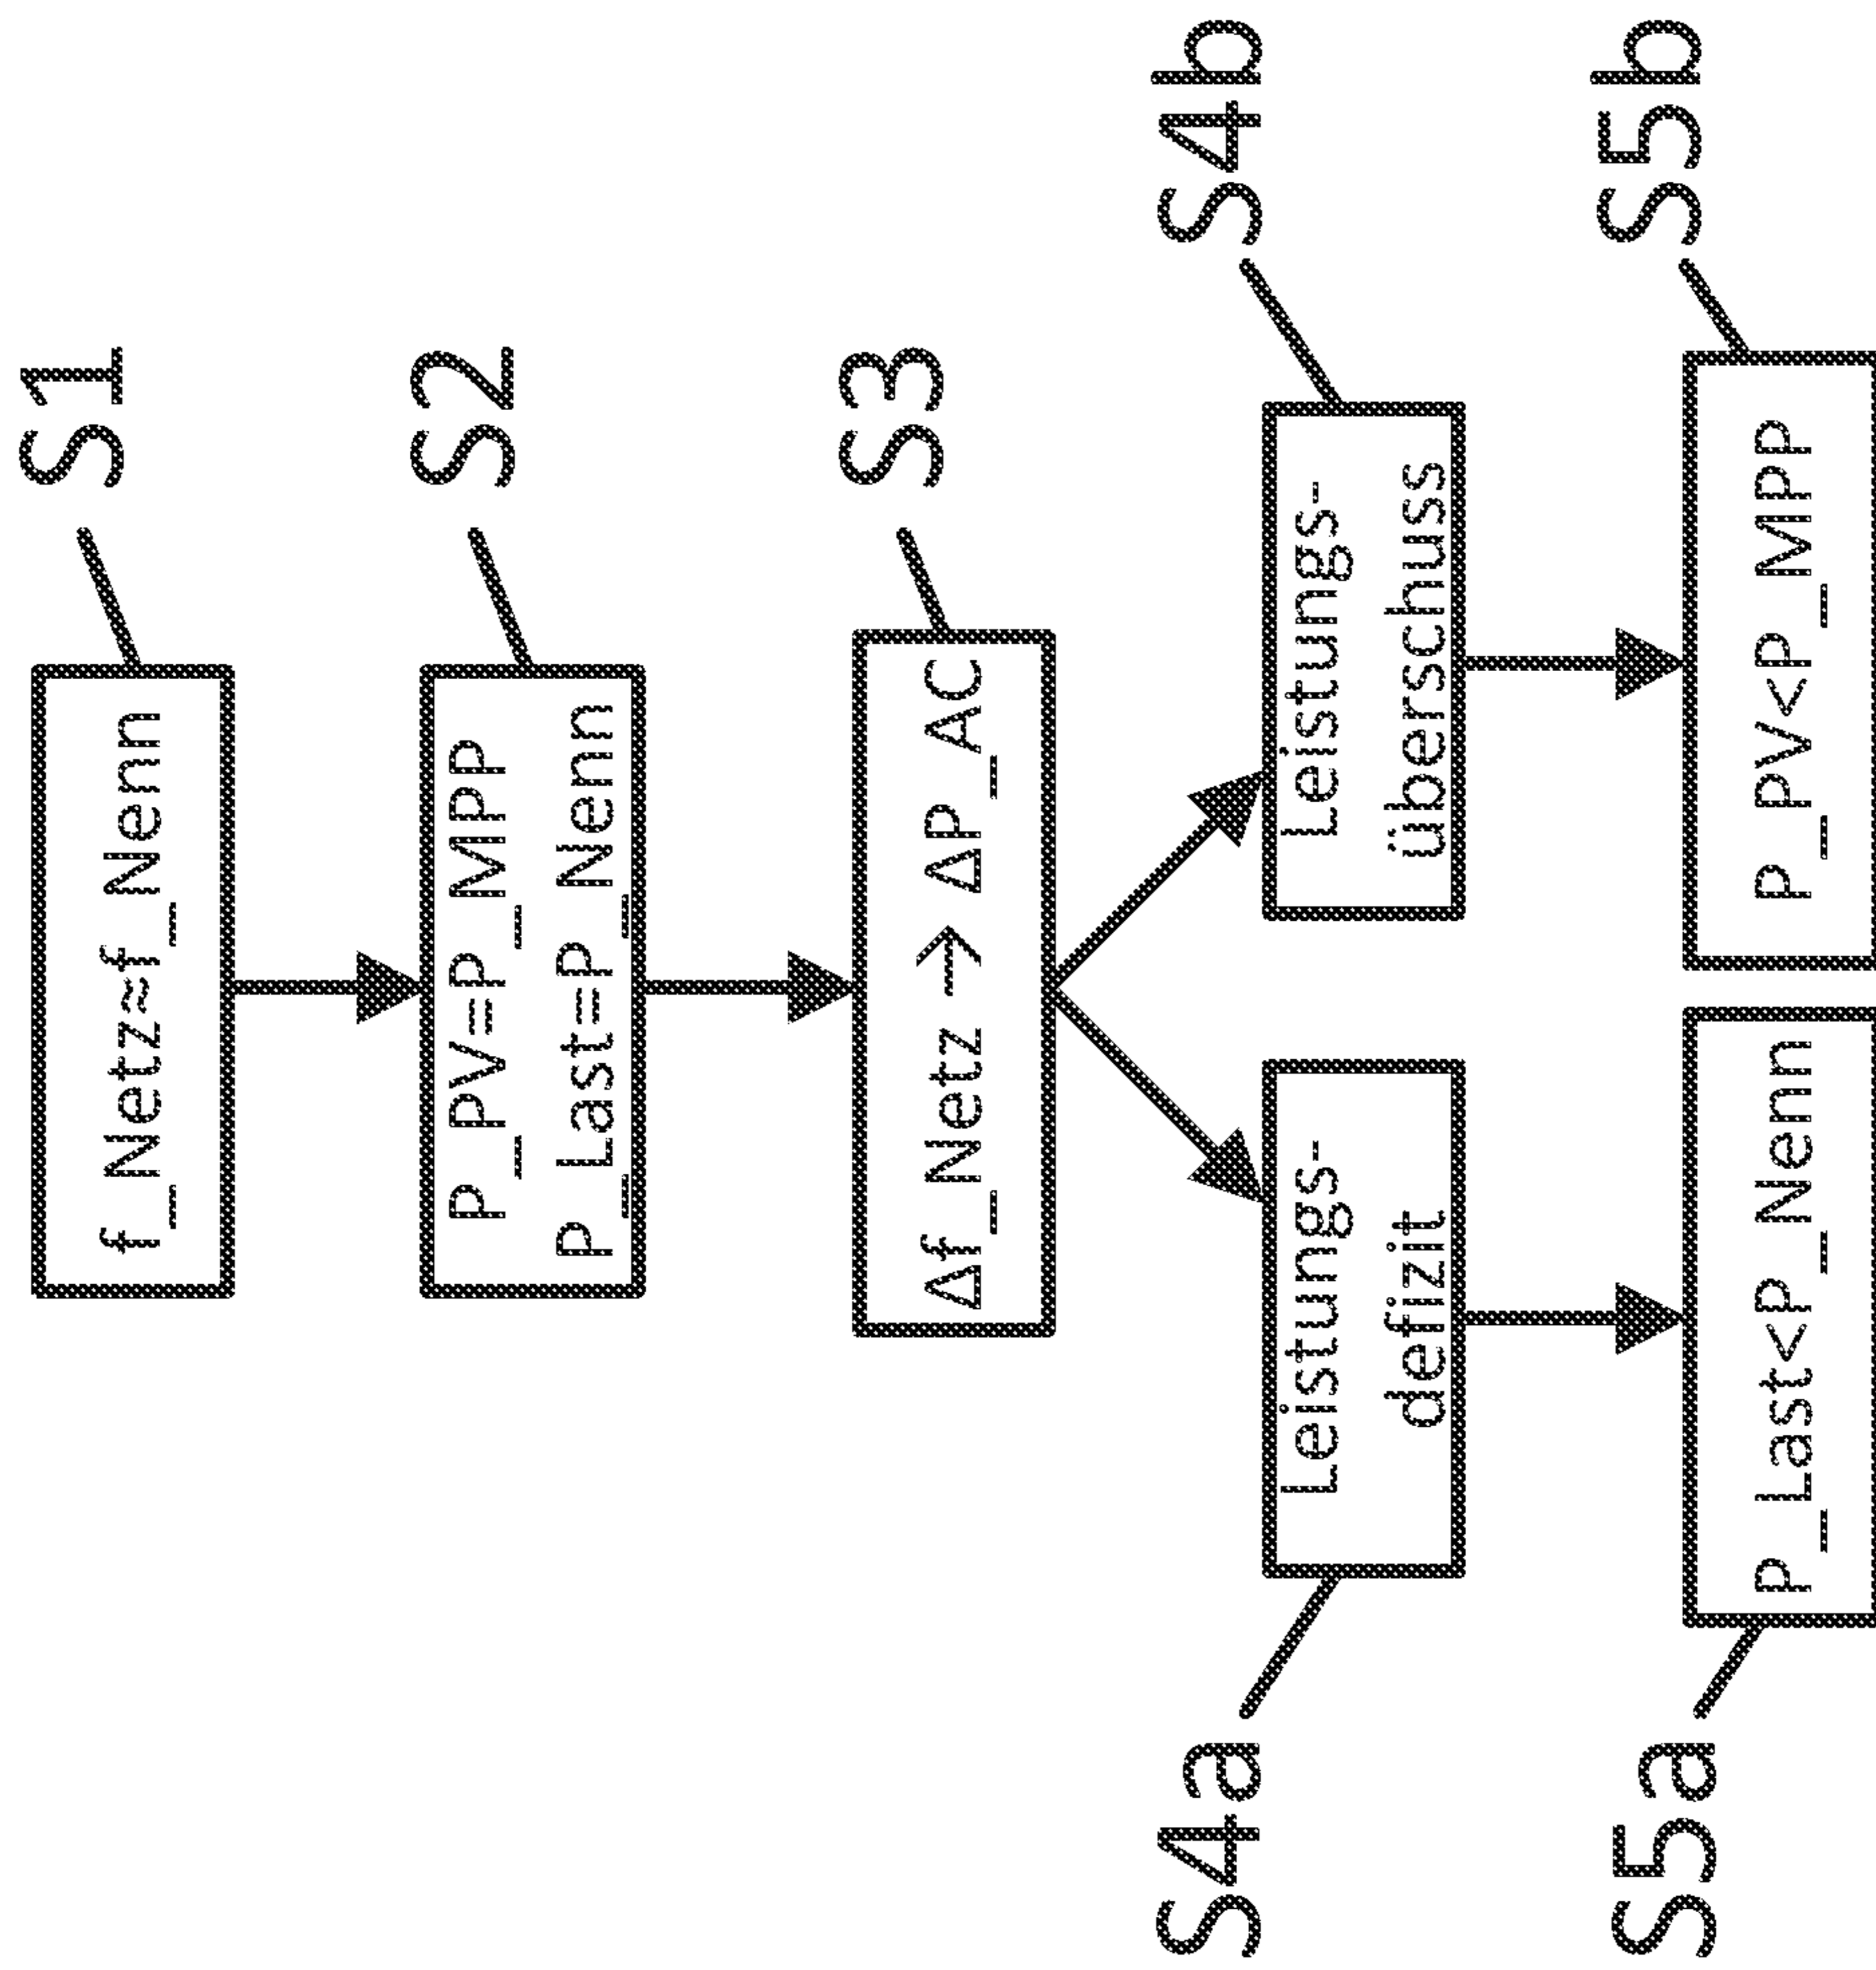 S1
f_Netz≈f_Nenn
S2
P_PV=P_MPP
P_Last=P_Nenn
S3
Δf_Netz → ΔP_AC
S4a
Leistungs-
defizit
S4b
Leistungs-
überschuss
S5a
P_Last<P_Nenn
S5b
P_PV<P_MPP